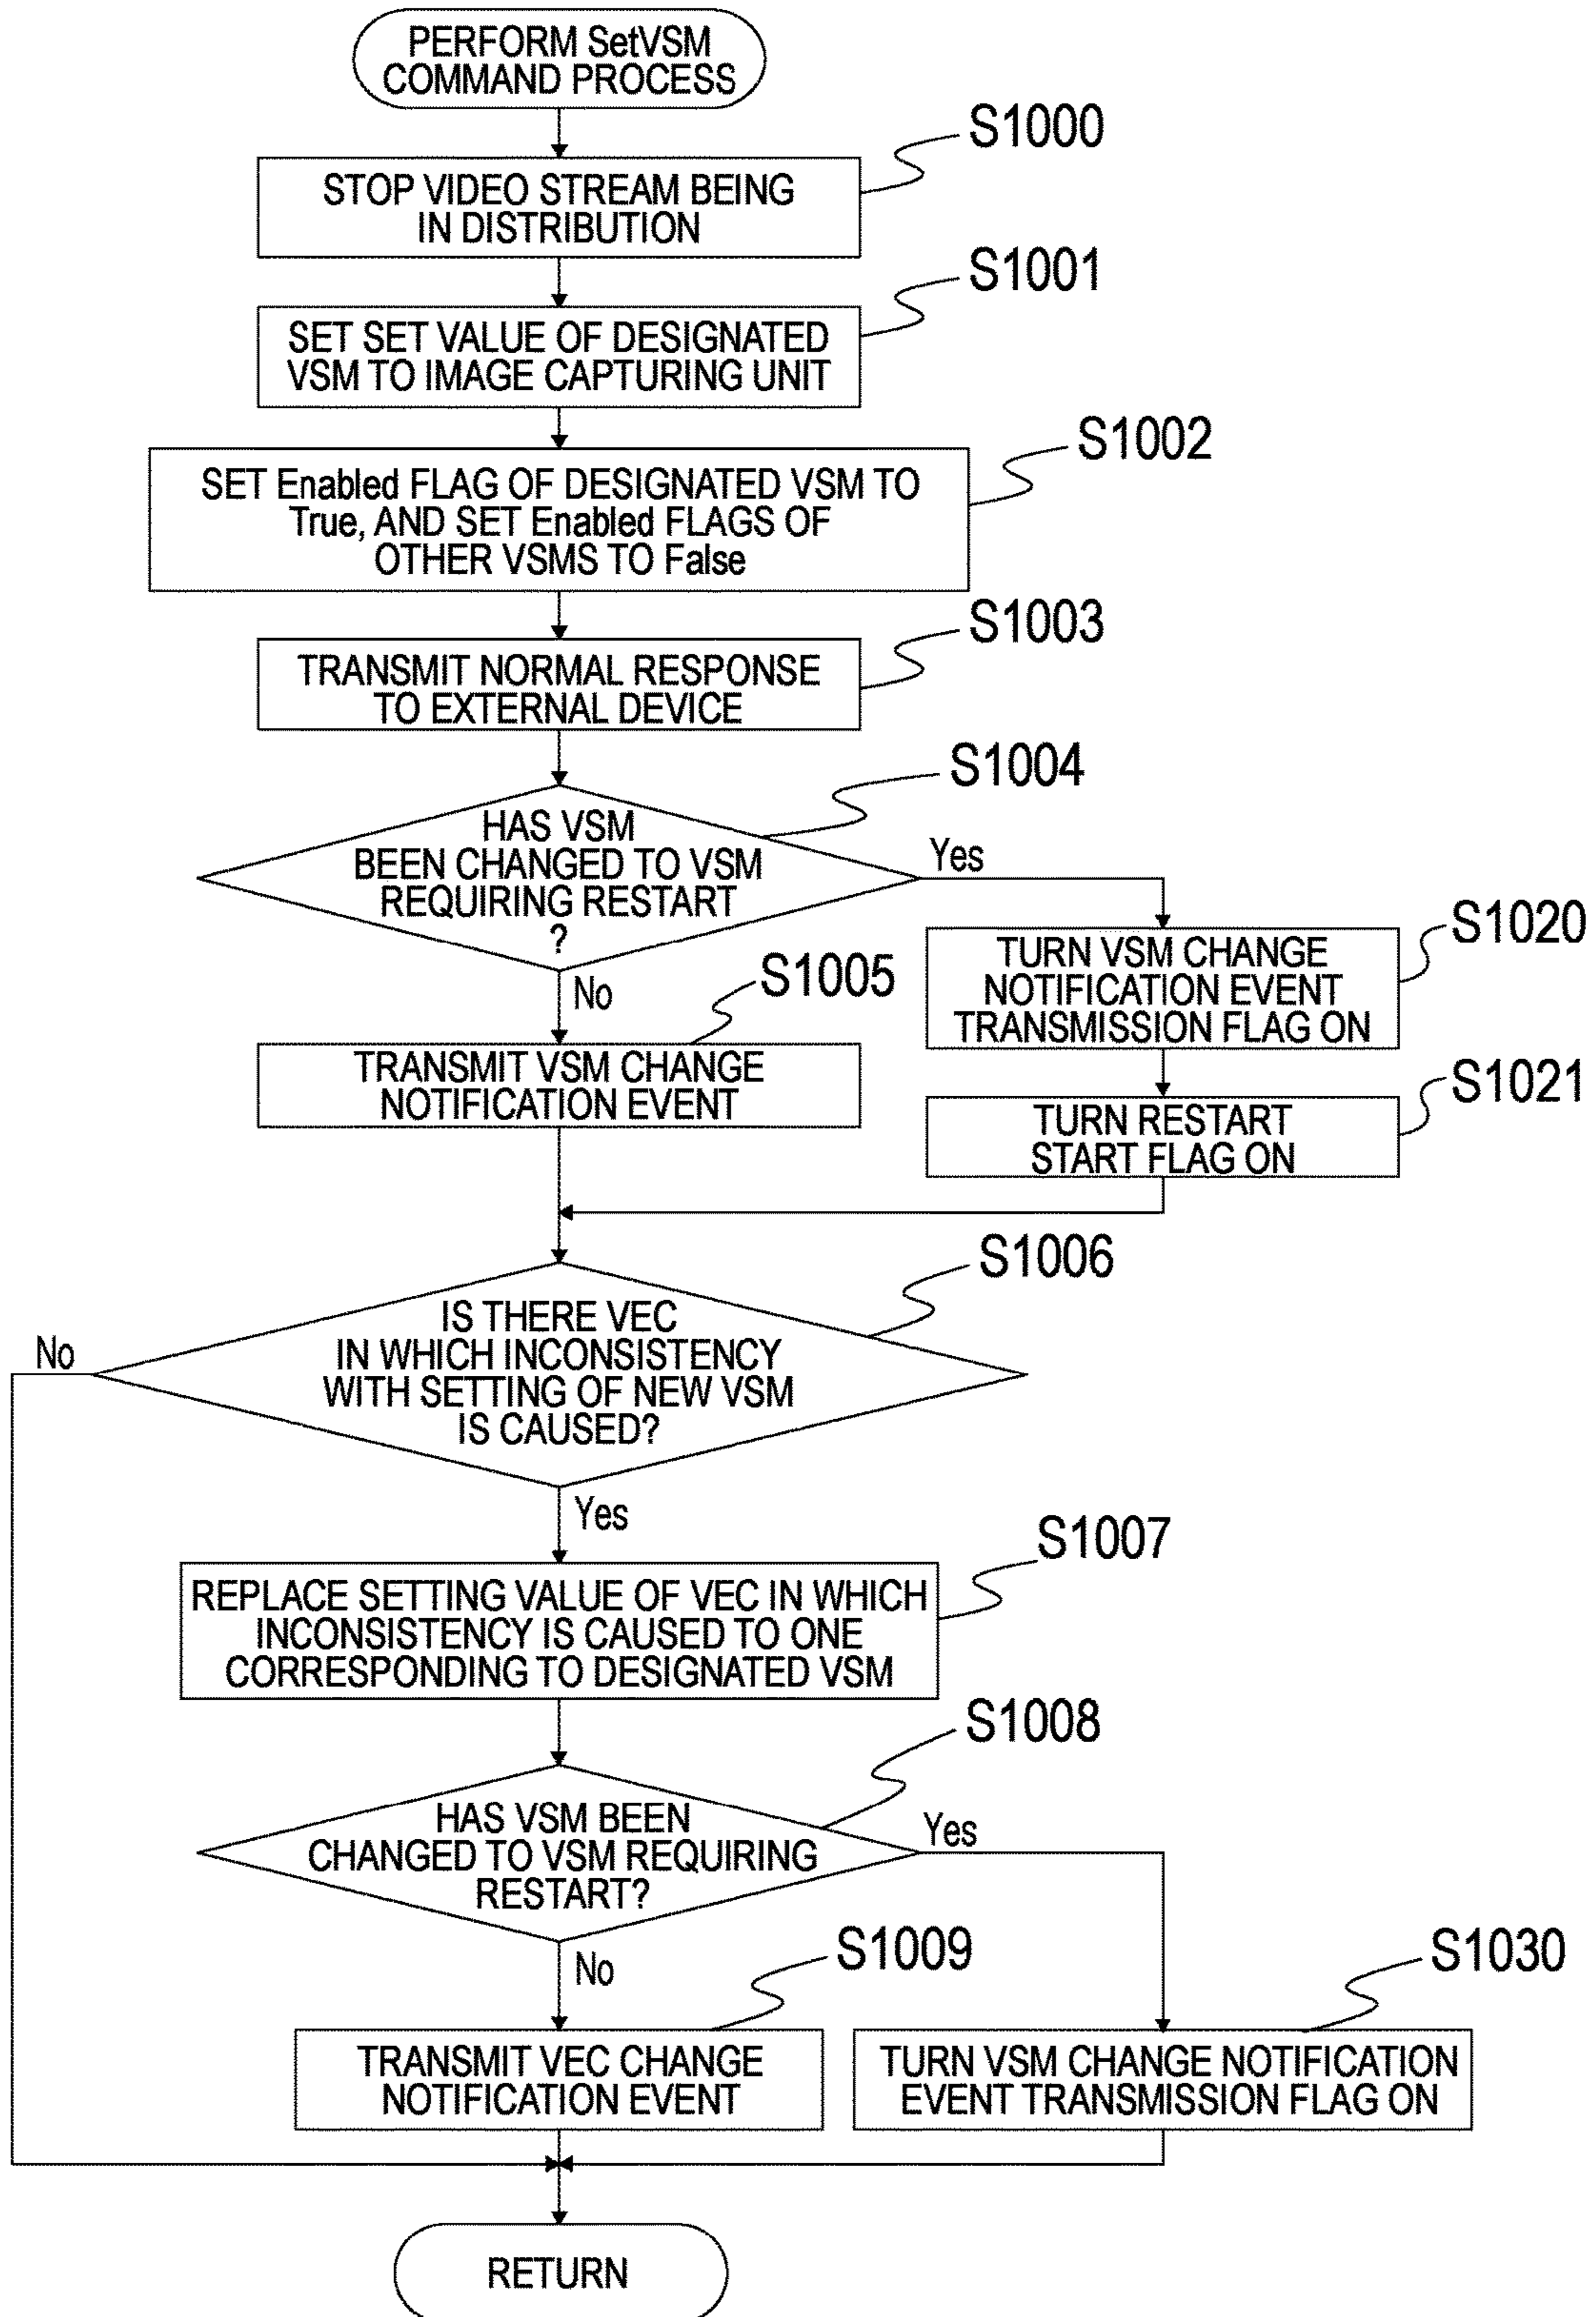 PERFORM SetVSM
COMMAND PROCESS
S1000
STOP VIDEO STREAM BEING
IN DISTRIBUTION
S1001
SET SET VALUE OF DESIGNATED
VSM TO IMAGE CAPTURING UNIT
S1002
SET Enabled FLAG OF DESIGNATED VSM TO
True, AND SET Enabled FLAGS OF
OTHER VSMS TO False
S1003
TRANSMIT NORMAL RESPONSE
TO EXTERNAL DEVICE
S1004
HAS VSM
BEEN CHANGED TO VSM
REQUIRING RESTART
?
Yes
No
S1020
TURN VSM CHANGE
NOTIFICATION EVENT
TRANSMISSION FLAG ON
S1005
TRANSMIT VSM CHANGE
NOTIFICATION EVENT
S1021
TURN RESTART
START FLAG ON
S1006
IS THERE VEC
IN WHICH INCONSISTENCY
WITH SETTING OF NEW VSM
IS CAUSED?
No
Yes
S1007
REPLACE SETTING VALUE OF VEC IN WHICH
INCONSISTENCY IS CAUSED TO ONE
CORRESPONDING TO DESIGNATED VSM
S1008
HAS VSM BEEN
CHANGED TO VSM REQUIRING
RESTART?
Yes
No
S1009
TRANSMIT VEC CHANGE
NOTIFICATION EVENT
S1030
TURN VSM CHANGE NOTIFICATION
EVENT TRANSMISSION FLAG ON
RETURN